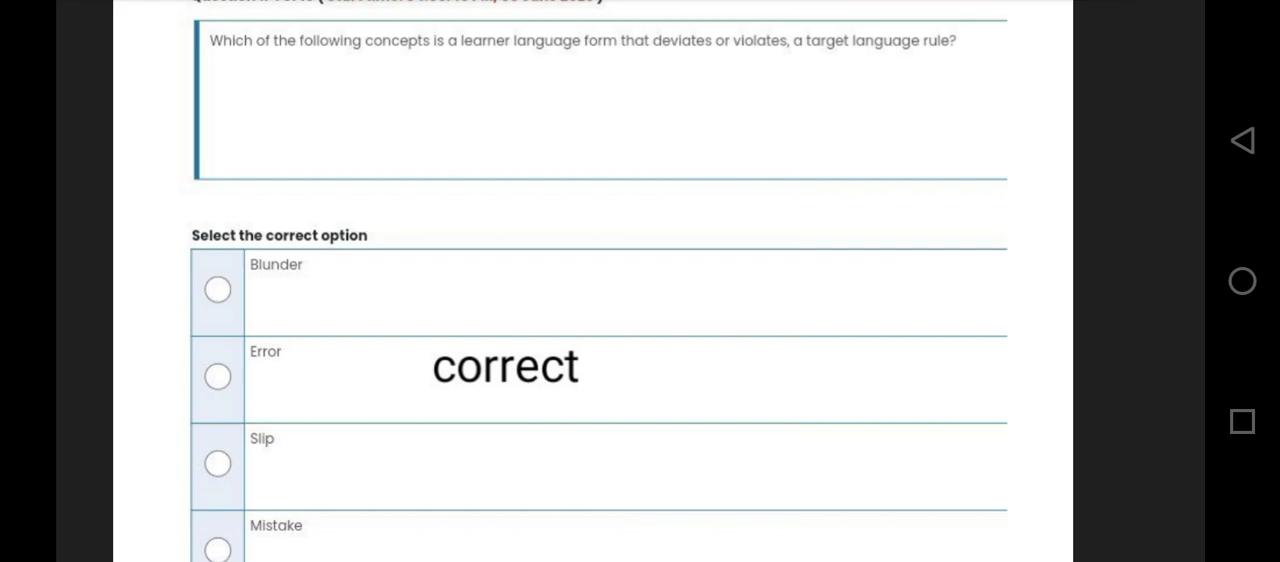 Which of the following concepts is a learner language form that deviates or violates, a target language rule?
Select the correct option
Blunder
Error
correct
Slip
Mistake